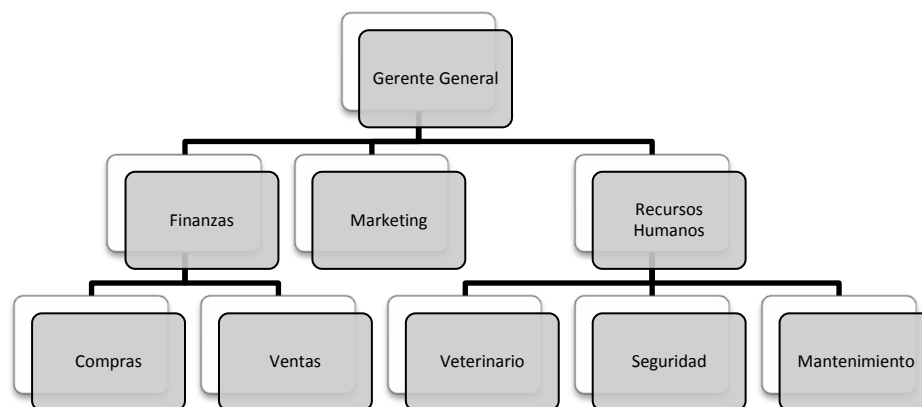 Gerente General
Finanzas
Marketing
Recursos
Humanos
Compras
Ventas
Veterinario
Seguridad
Mantenimiento